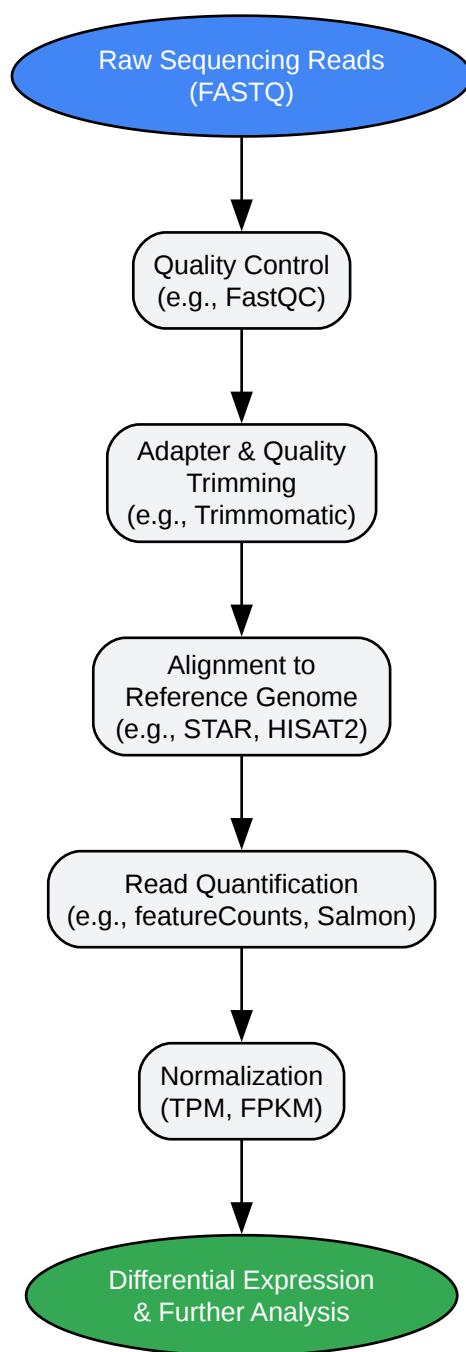 Raw Sequencing Reads
(FASTQ)
Quality Control
(e.g., FastQC)
Adapter & Quality
Trimming
(e.g., Trimmomatic)
Alignment to
Reference Genome
(e.g., STAR, HISAT2)
Read Quantification
(e.g., featureCounts, Salmon)
Normalization
(TPM, FPKM)
Differential Expression
& Further Analysis